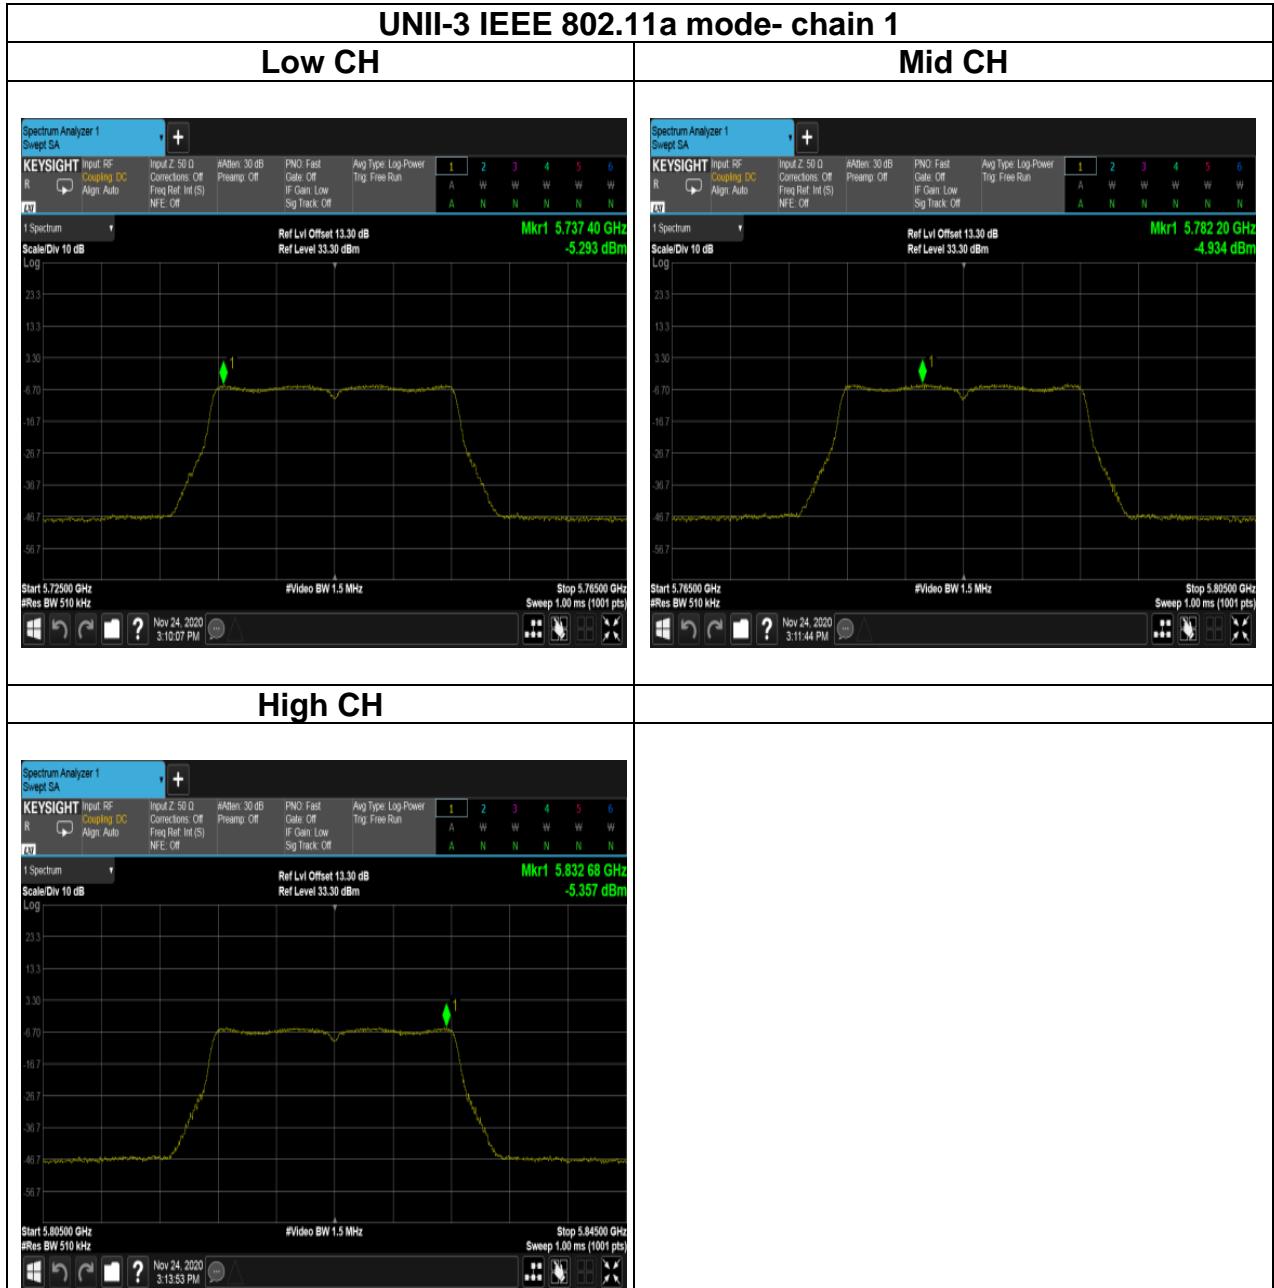 UNII-3 IEEE 802.11a mode- chain 1
Low CH
Mid CH
Spectrum Analyzer 1
Swept SA
+
KEYSIGHT Input: RF Input Z: 50 Ω #Atten: 30 dB PNO: Fast Avg Type: Log-Power 1 2 3 4 5 6
R Coupling: DC Corrections: Off Preamp: Off Gate: Off Trig: Free Run
Align: Auto Freq Ref: Int (S) IF Gain: Low A W W W W W
LXI NFE: Off Sig Track: Off A N N N N N
1 Spectrum
Ref Lvl Offset 13.30 dB
Mkr1 5.737 40 GHz
Scale/Div 10 dB
Ref Level 33.30 dBm
-5.293 dBm
Log
23.3
13.3
3.30
-6.70
-16.7
-26.7
-36.7
-46.7
-56.7
1
Start 5.72500 GHz #Video BW 1.5 MHz Stop 5.76500 GHz
#Res BW 510 kHz Sweep 1.00 ms (1001 pts)
? Nov 24, 2020
3:10:07 PM
Spectrum Analyzer 1
Swept SA
+
KEYSIGHT Input: RF Input Z: 50 Ω #Atten: 30 dB PNO: Fast Avg Type: Log-Power 1 2 3 4 5 6
R Coupling: DC Corrections: Off Preamp: Off Gate: Off Trig: Free Run
Align: Auto Freq Ref: Int (S) IF Gain: Low A W W W W W
LXI NFE: Off Sig Track: Off A N N N N N
1 Spectrum
Ref Lvl Offset 13.30 dB
Mkr1 5.782 20 GHz
Scale/Div 10 dB
Ref Level 33.30 dBm
-4.934 dBm
Log
23.3
13.3
3.30
-6.70
-16.7
-26.7
-36.7
-46.7
-56.7
1
Start 5.76500 GHz #Video BW 1.5 MHz Stop 5.80500 GHz
#Res BW 510 kHz Sweep 1.00 ms (1001 pts)
? Nov 24, 2020
3:11:44 PM
High CH
Spectrum Analyzer 1
Swept SA
+
KEYSIGHT Input: RF Input Z: 50 Ω #Atten: 30 dB PNO: Fast Avg Type: Log-Power 1 2 3 4 5 6
R Coupling: DC Corrections: Off Preamp: Off Gate: Off Trig: Free Run
Align: Auto Freq Ref: Int (S) IF Gain: Low A W W W W W
LXI NFE: Off Sig Track: Off A N N N N N
1 Spectrum
Ref Lvl Offset 13.30 dB
Mkr1 5.832 68 GHz
Scale/Div 10 dB
Ref Level 33.30 dBm
-5.357 dBm
Log
23.3
13.3
3.30
-6.70
-16.7
-26.7
-36.7
-46.7
-56.7
1
Start 5.80500 GHz #Video BW 1.5 MHz Stop 5.84500 GHz
#Res BW 510 kHz Sweep 1.00 ms (1001 pts)
? Nov 24, 2020
3:13:53 PM